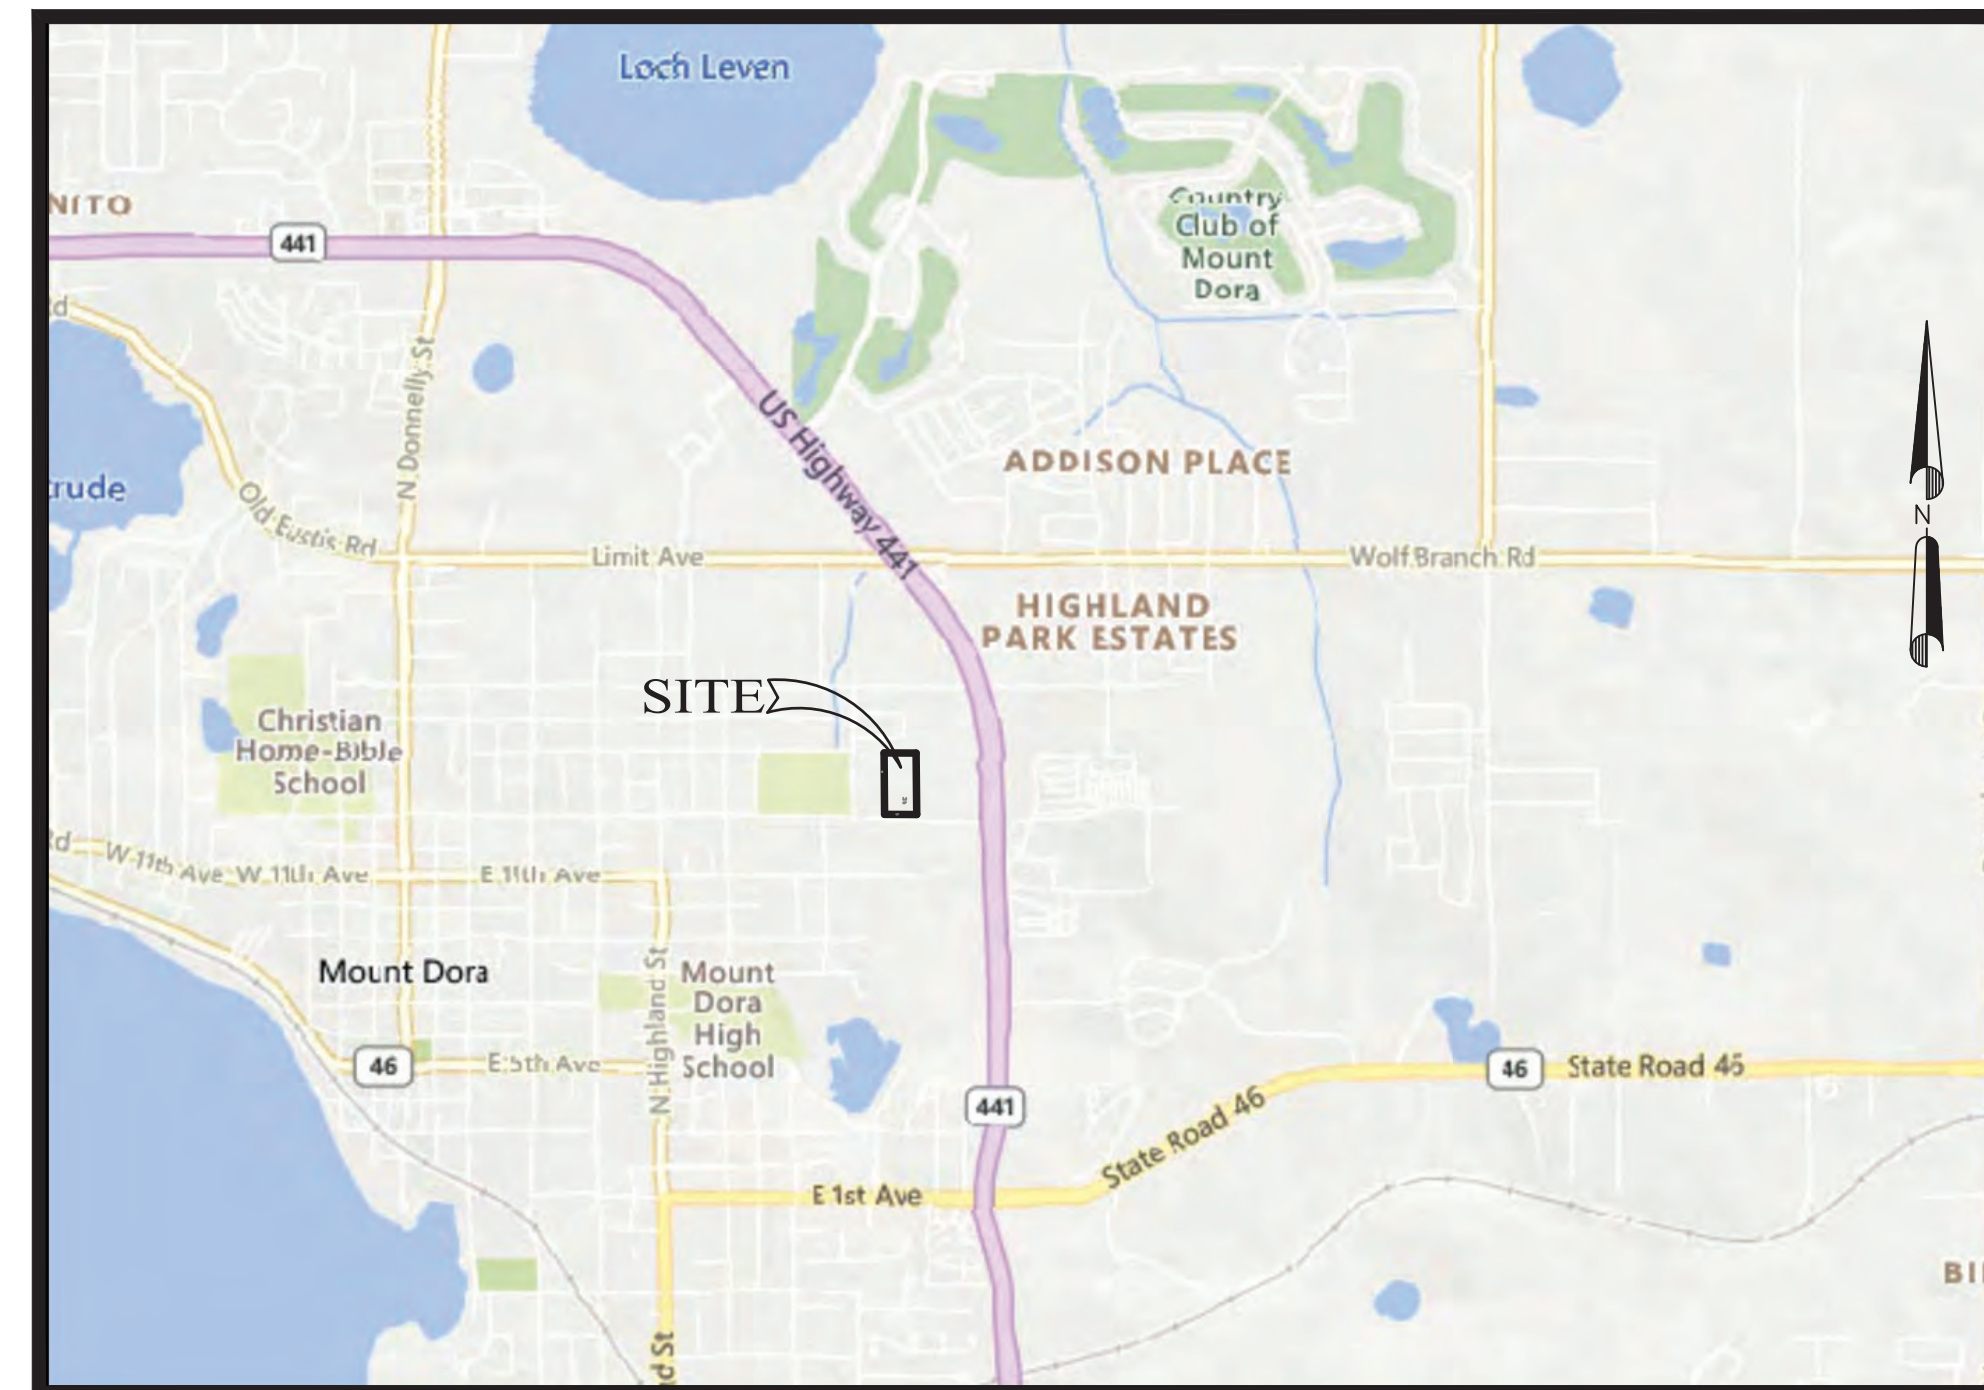 Loch Leven
Country
Club of
Mount
Dora
NITO
441
N Donnelly St
US Highway 441
ADDISON PLACE
rude
Old Eustis Rd
N
Limit Ave
Wolf Branch Rd
HIGHLAND
PARK ESTATES
SITE
Christian
Home-Bible
School
Rd
W 11th Ave
W 11th Ave
E 11th Ave
Mount Dora
N Highland St
Mount
Dora
High
School
46
E 5th Ave
46
State Road 46
441
State Road 46
E 1st Ave
BI
nd St